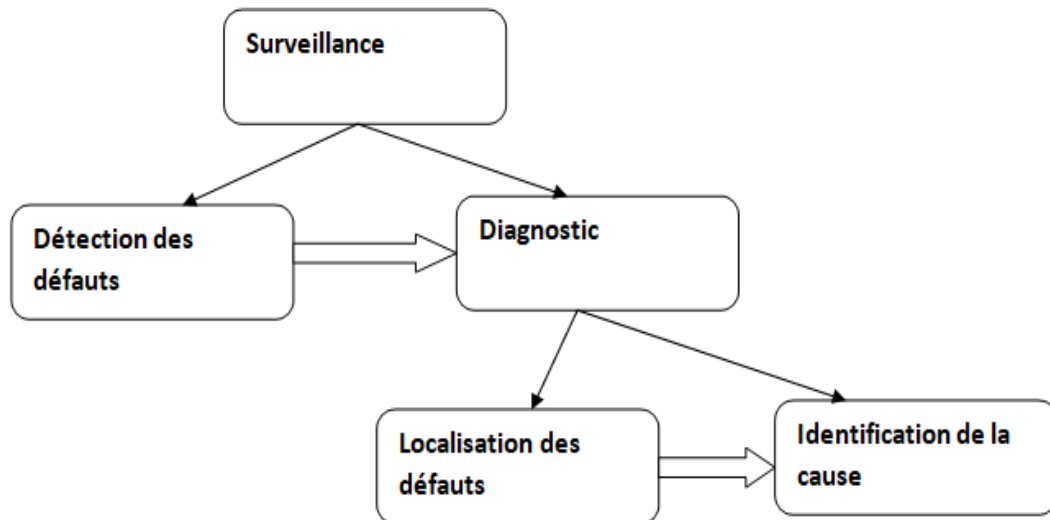 Surveillance
Détection des
défauts
Diagnostic
Localisation des
défauts
Identification de la
cause